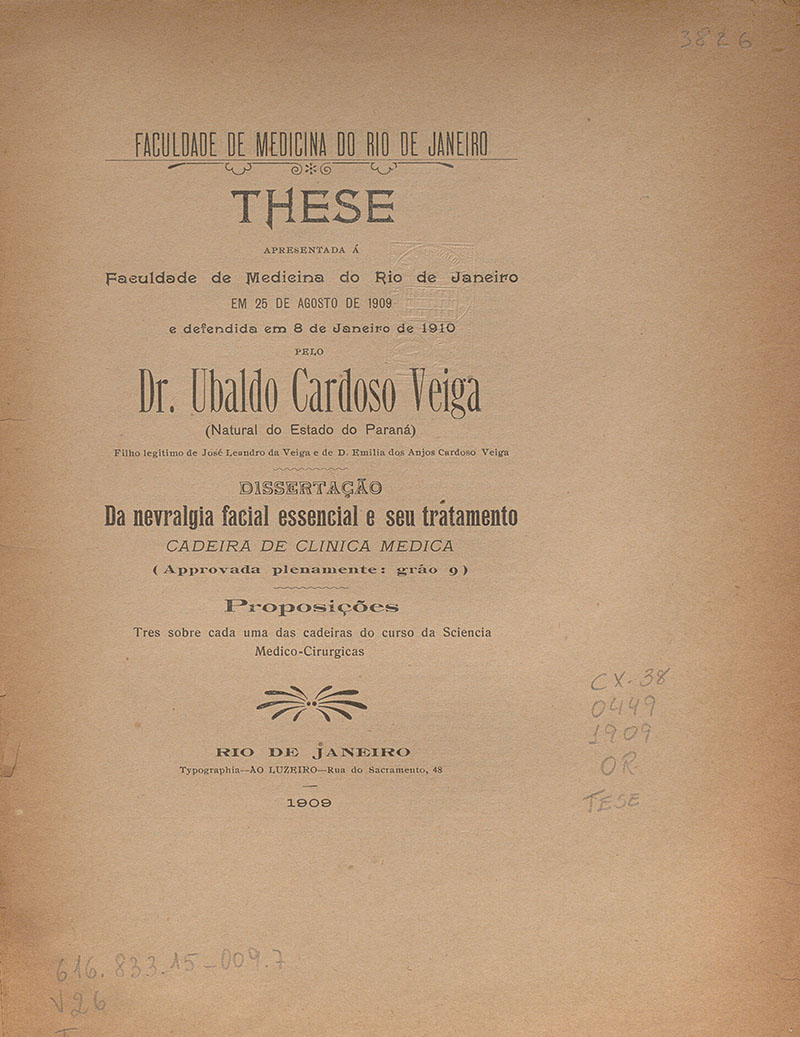 3826
FACULDADE DE MEDICINA DO RIO DE JANEIRO
THESE
APRESENTADA Á
Faculdade de Medicina do Rio de Janeiro
EM 25 DE AGOSTO DE 1909
e defendida em 8 de Janeiro de 1910
PELO
Dr. Ubaldo Cardoso Veiga
(Natural do Estado do Paraná)
Filho legitimo de José Leandro da Veiga e de D. Emilia dos Anjos Cardoso Veiga
DISSERTAÇÃO
Da nevralgia facial essencial e seu tratamento
CADEIRA DE CLINICA MEDICA
(Approvada plenamente: gráo 9)
Proposições
Tres sobre cada uma das cadeiras do curso da Sciencia
Medico-Cirurgicas
CX-38
0449
1909
OR
TESE
RIO DE JANEIRO
Typographia—AO LUZEIRO—Rua do Sacramento, 48
1909
616.833.15-009.7
V26